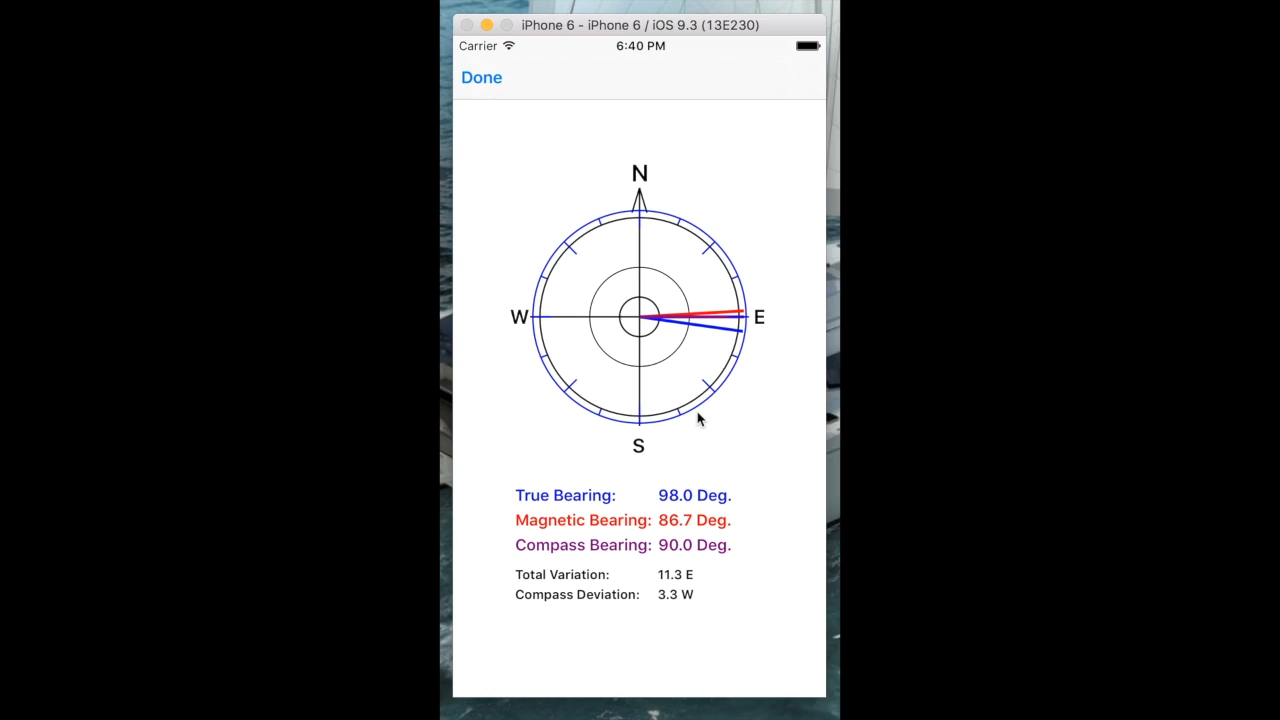 iPhone 6 - iPhone 6 / iOS 9.3 (13E230)
Carrier 6:40 PM
Done
N
W E
S
True Bearing: 98.0 Deg.
Magnetic Bearing: 86.7 Deg.
Compass Bearing: 90.0 Deg.
Total Variation: 11.3 E
Compass Deviation: 3.3 W